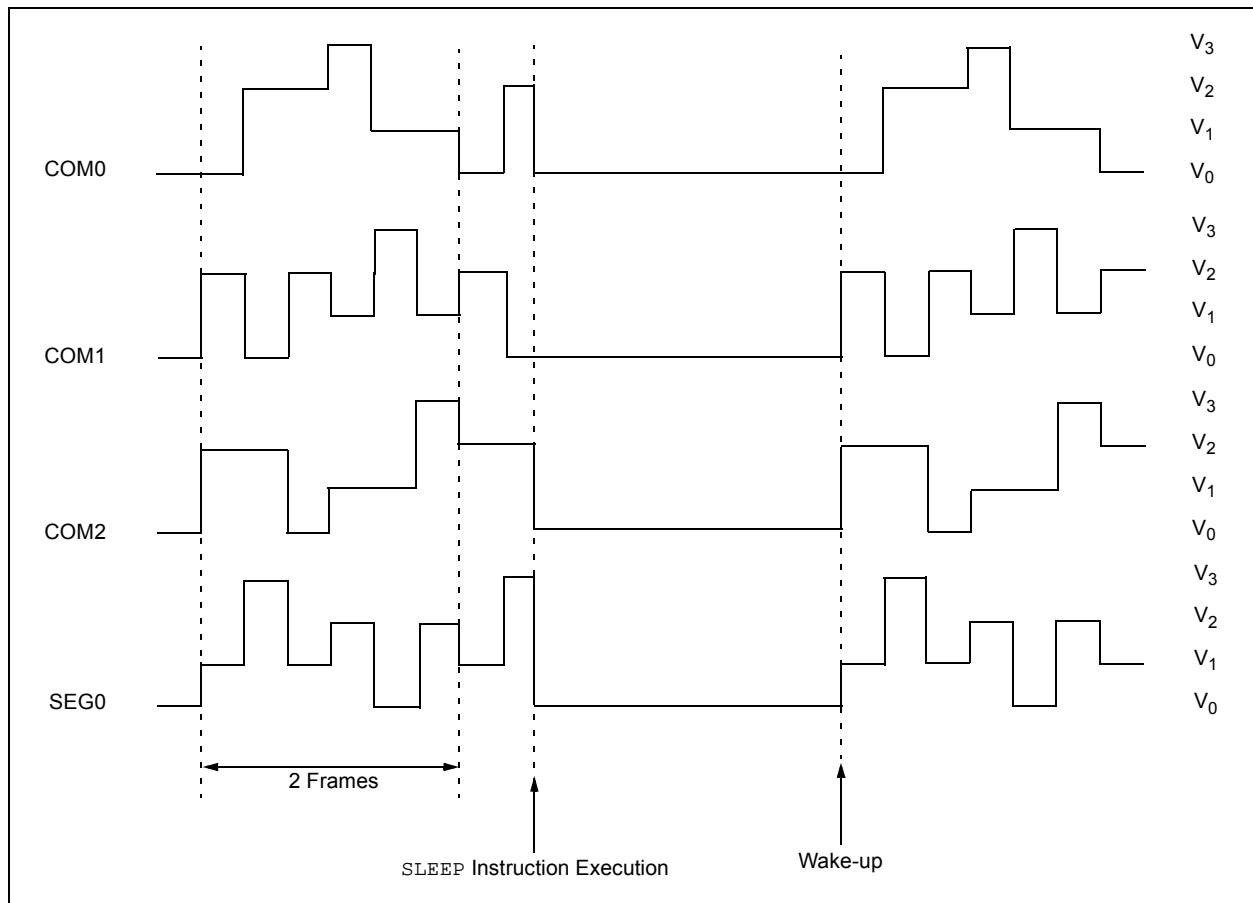 V3
V2
V1
COM0 V0
V3
V2
V1
COM1 V0
V3
V2
V1
COM2 V0
V3
V2
V1
SEG0 V0
2 Frames
SLEEP Instruction Execution
Wake-up